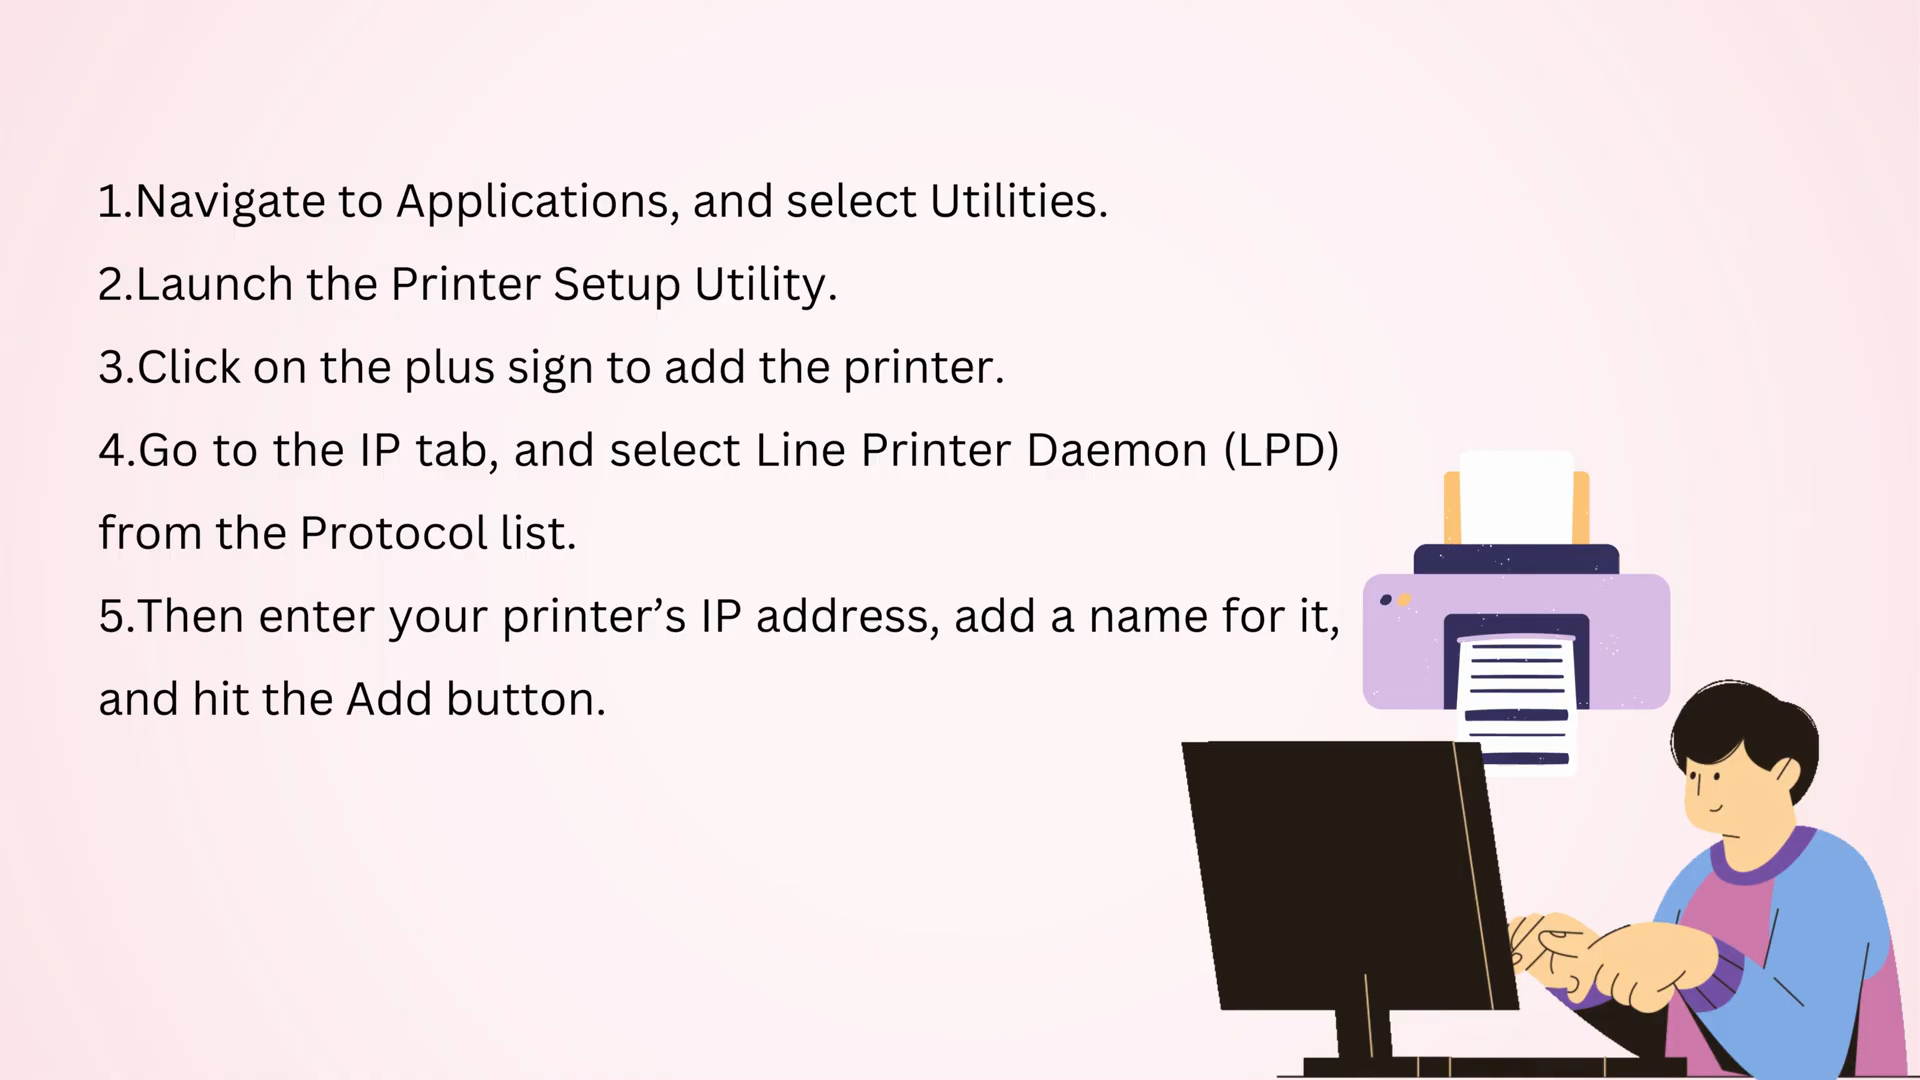 1.Navigate to Applications, and select Utilities.
2.Launch the Printer Setup Utility.
3.Click on the plus sign to add the printer.
4.Go to the IP tab, and select Line Printer Daemon (LPD)
from the Protocol list.
5.Then enter your printer’s IP address, add a name for it,
and hit the Add button.